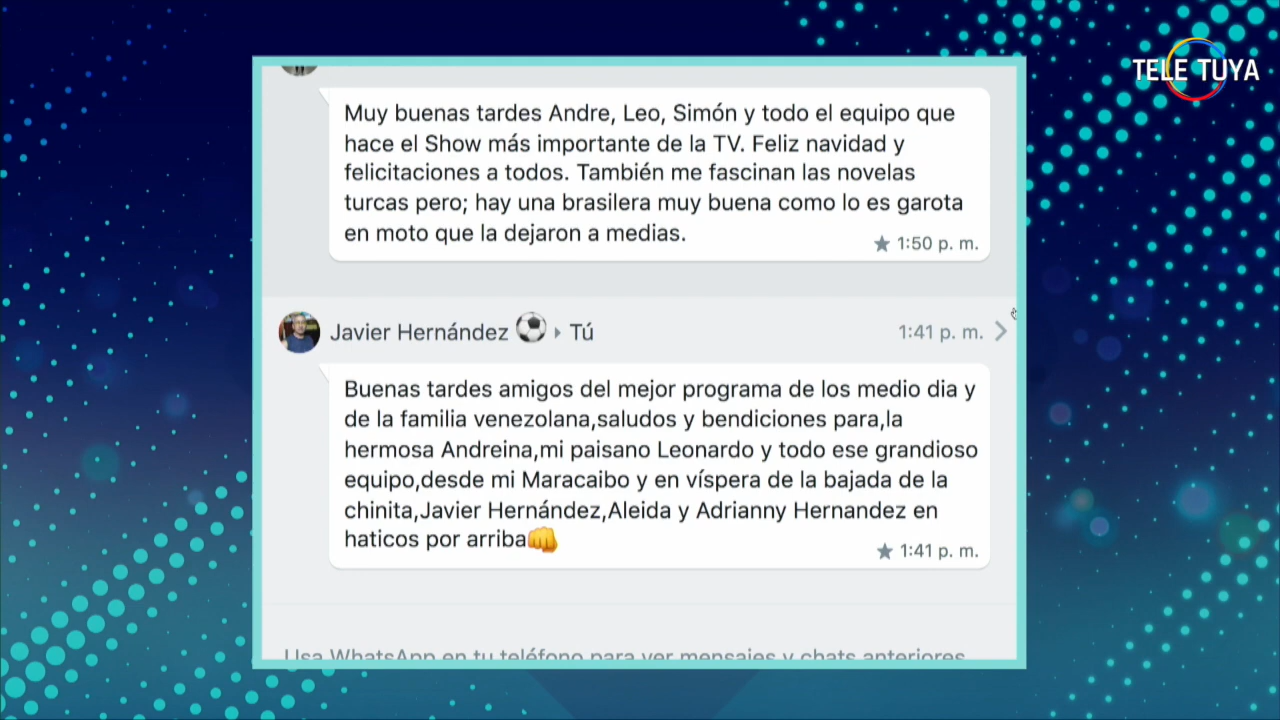 TELE TUYA
Muy buenas tardes Andre, Leo, Simón y todo el equipo que
hace el Show más importante de la TV. Feliz navidad y
felicitaciones a todos. También me fascinan las novelas
turcas pero; hay una brasilera muy buena como lo es garota
en moto que la dejaron a medias.
★ 1:50 p. m.
Javier Hernández ⚽ ▸ Tú
1:41 p. m.
Buenas tardes amigos del mejor programa de los medio dia y
de la familia venezolana,saludos y bendiciones para,la
hermosa Andreina,mi paisano Leonardo y todo ese grandioso
equipo,desde mi Maracaibo y en víspera de la bajada de la
chinita,Javier Hernández,Aleida y Adrianny Hernandez en
haticos por arriba👊
★ 1:41 p. m.
Usa WhatsApp en tu teléfono para ver mensajes y chats anteriores